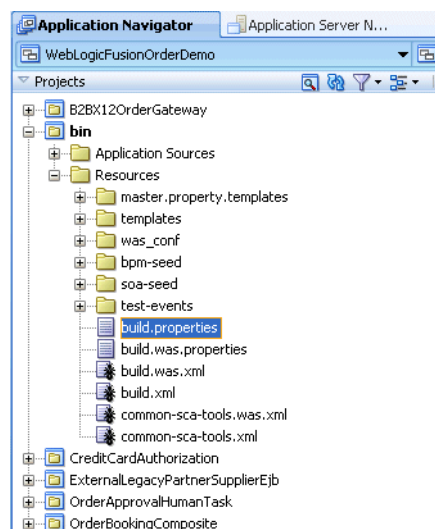 Application Navigator
Application Server N...
WebLogicFusionOrderDemo
Projects
B2BX12OrderGateway
bin
Application Sources
Resources
master.property.templates
templates
was_conf
bpm-seed
soa-seed
test-events
build.properties
build.was.properties
build.was.xml
build.xml
common-sca-tools.was.xml
common-sca-tools.xml
CreditCardAuthorization
ExternalLegacyPartnerSupplierEjb
OrderApprovalHumanTask
OrderBookingComposite